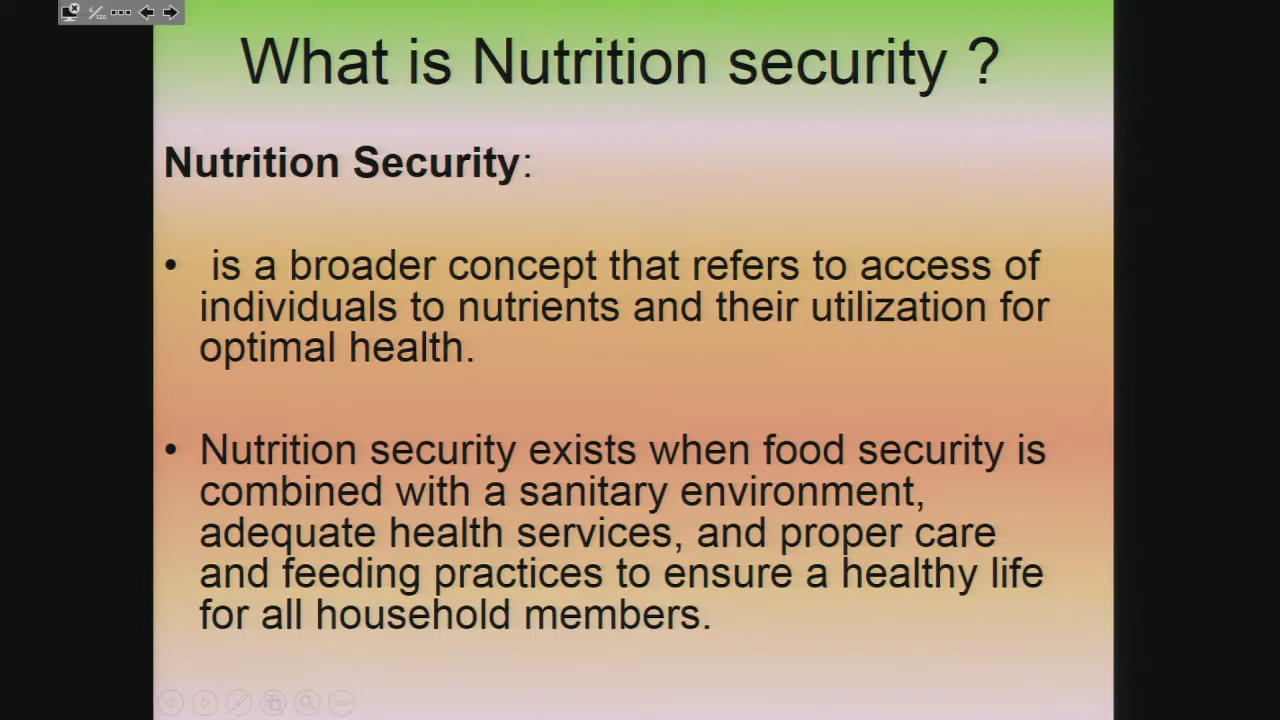 What is Nutrition security ?
Nutrition Security:
• is a broader concept that refers to access of
individuals to nutrients and their utilization for
optimal health.
• Nutrition security exists when food security is
combined with a sanitary environment,
adequate health services, and proper care
and feeding practices to ensure a healthy life
for all household members.